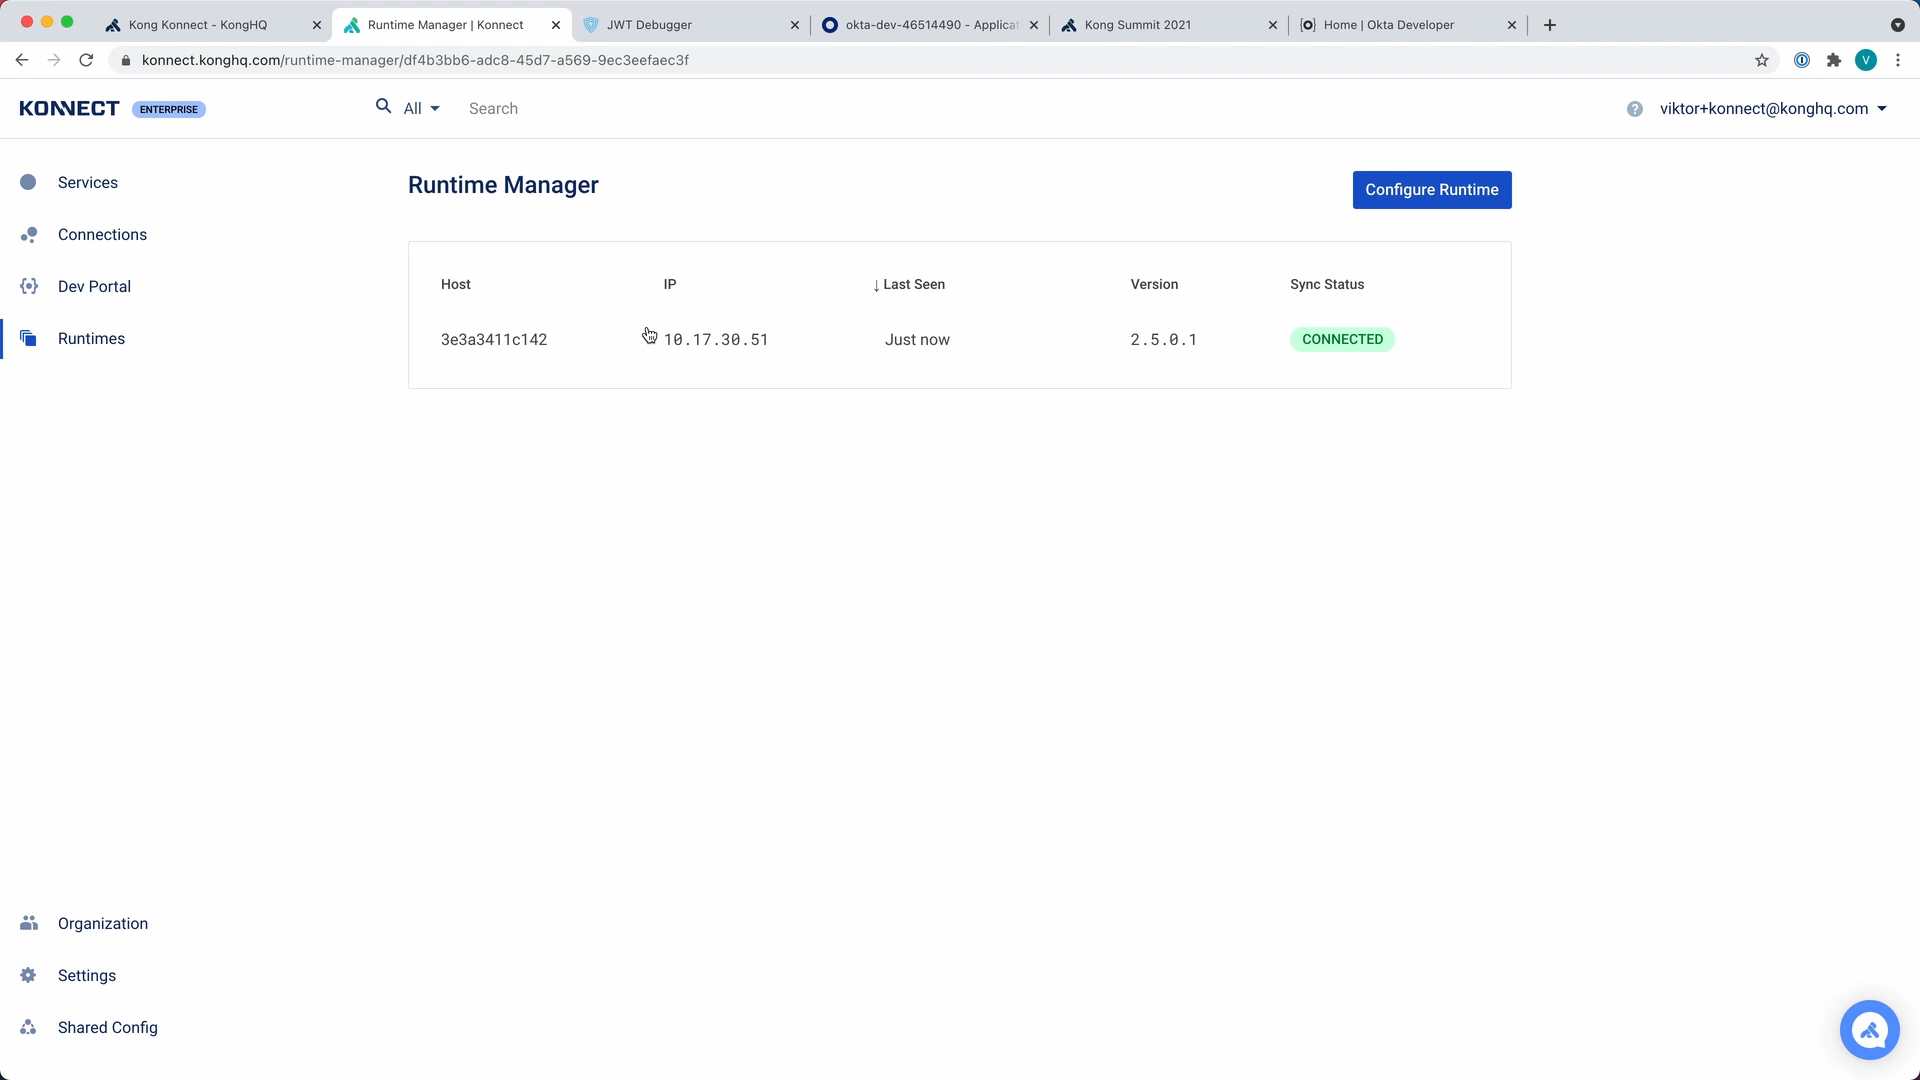 Kong Konnect - KongHQ
Runtime Manager | Konnect
JWT Debugger
okta-dev-46514490 - Applicat
Kong Summit 2021
Home | Okta Developer
konnect.konghq.com/runtime-manager/df4b3bb6-adc8-45d7-a569-9ec3eefaec3f
V
KONNECT ENTERPRISE
All
Search
viktor+konnect@konghq.com
Services
Connections
Dev Portal
Runtimes
Runtime Manager
Configure Runtime
Host IP ↓ Last Seen Version Sync Status
3e3a3411c142 10.17.30.51 Just now 2.5.0.1 CONNECTED
Organization
Settings
Shared Config